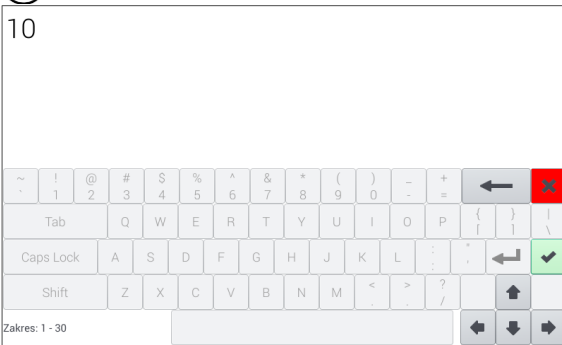 10
~ ! @ # $ % ^ & * ( ) _ +
` 1 2 3 4 5 6 7 8 9 0 - =
Tab Q W E R T Y U I O P { } |
[ ] \
Caps Lock A S D F G H J K L : "
; '
Shift Z X C V B N M < > ?
, . /
Zakres: 1 - 30